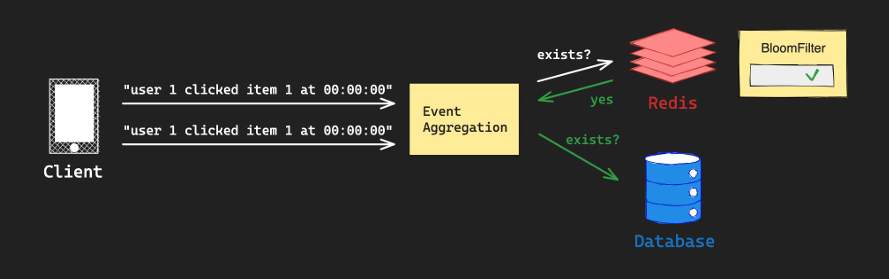 "user 1 clicked item 1 at 00:00:00"
"user 1 clicked item 1 at 00:00:00"
Client
Event
Aggregation
exists?
yes
Redis
BloomFilter
exists?
Database